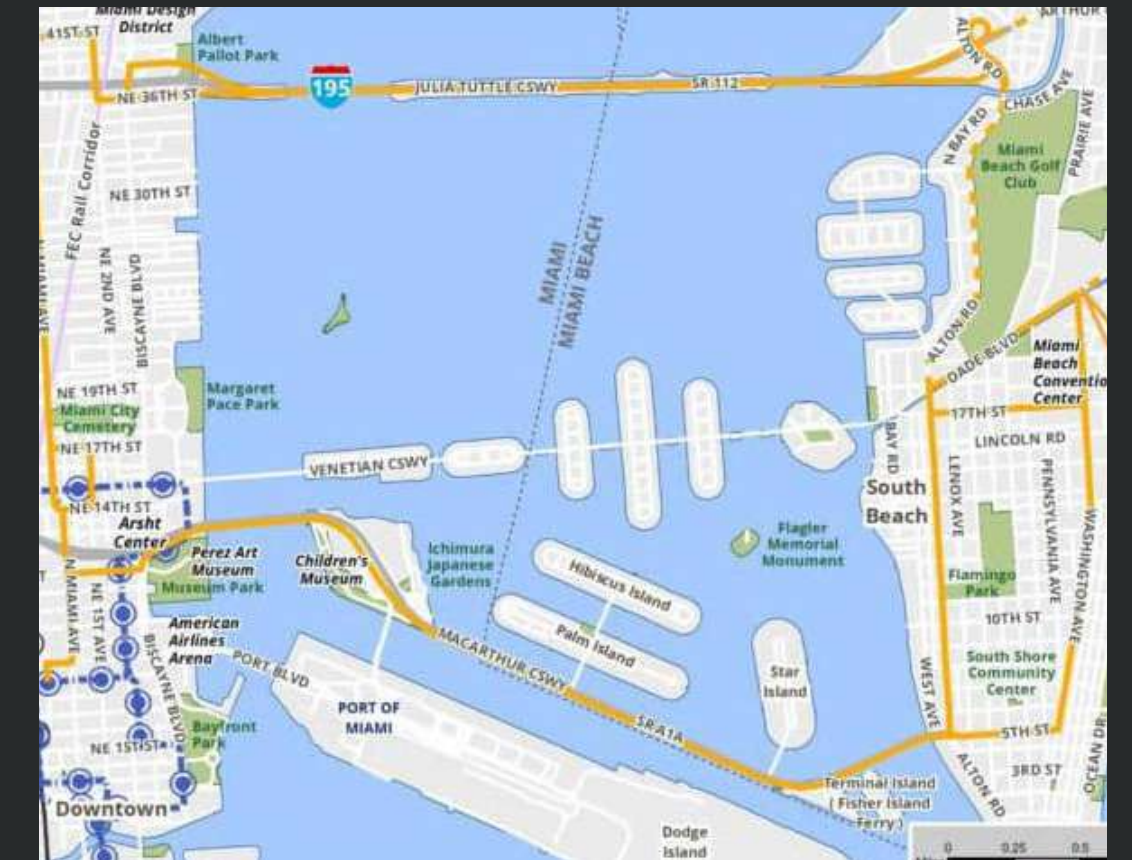 Miami Design
District
41ST ST
Albert
Pallot Park
195
JULIA TUTTLE CSWY
SR 112
ALTON RD
ARTHUR
NE 36TH ST
CHASE AVE
N BAY RD
PRAIRIE AVE
Miami
Beach Golf
Club
FEC Rail Corridor
NE 30TH ST
N MIAMI AVE
NE 2ND AVE
BISCAYNE BLVD
MIAMI
MIAMI BEACH
ALTON RD
DADE BLVD
Miami
Beach
Conventio
Center
NE 19TH ST
Margaret
Pace Park
Miami City
Cemetery
17TH ST
NE 17TH ST
BAY RD
LINCOLN RD
VENETIAN CSWY
South
Beach
LENOX AVE
PENNSYLVANIA AVE
WASHINGTON AVE
NE 14TH ST
Arsht
Center
Perez Art
Museum
Museum Park
Children's
Museum
Ichimura
Japanese
Gardens
Flagler
Memorial
Monument
Hibiscus Island
Flamingo
Park
N MIAMI AVE
NE 1ST AVE
10TH ST
American
Airlines
Arena
BISCAYNE BLVD
PORT BLVD
MACARTHUR CSWY
Palm Island
Star
Island
WEST AVE
South Shore
Community
Center
PORT OF
MIAMI
SR A1A
Bayfront
Park
NE 1ST ST
5TH ST
OCEAN DR
3RD ST
ALTON RD
Terminal Island
( Fisher Island
Ferry )
Downtown
Dodge
Island
0 0.25 0.5